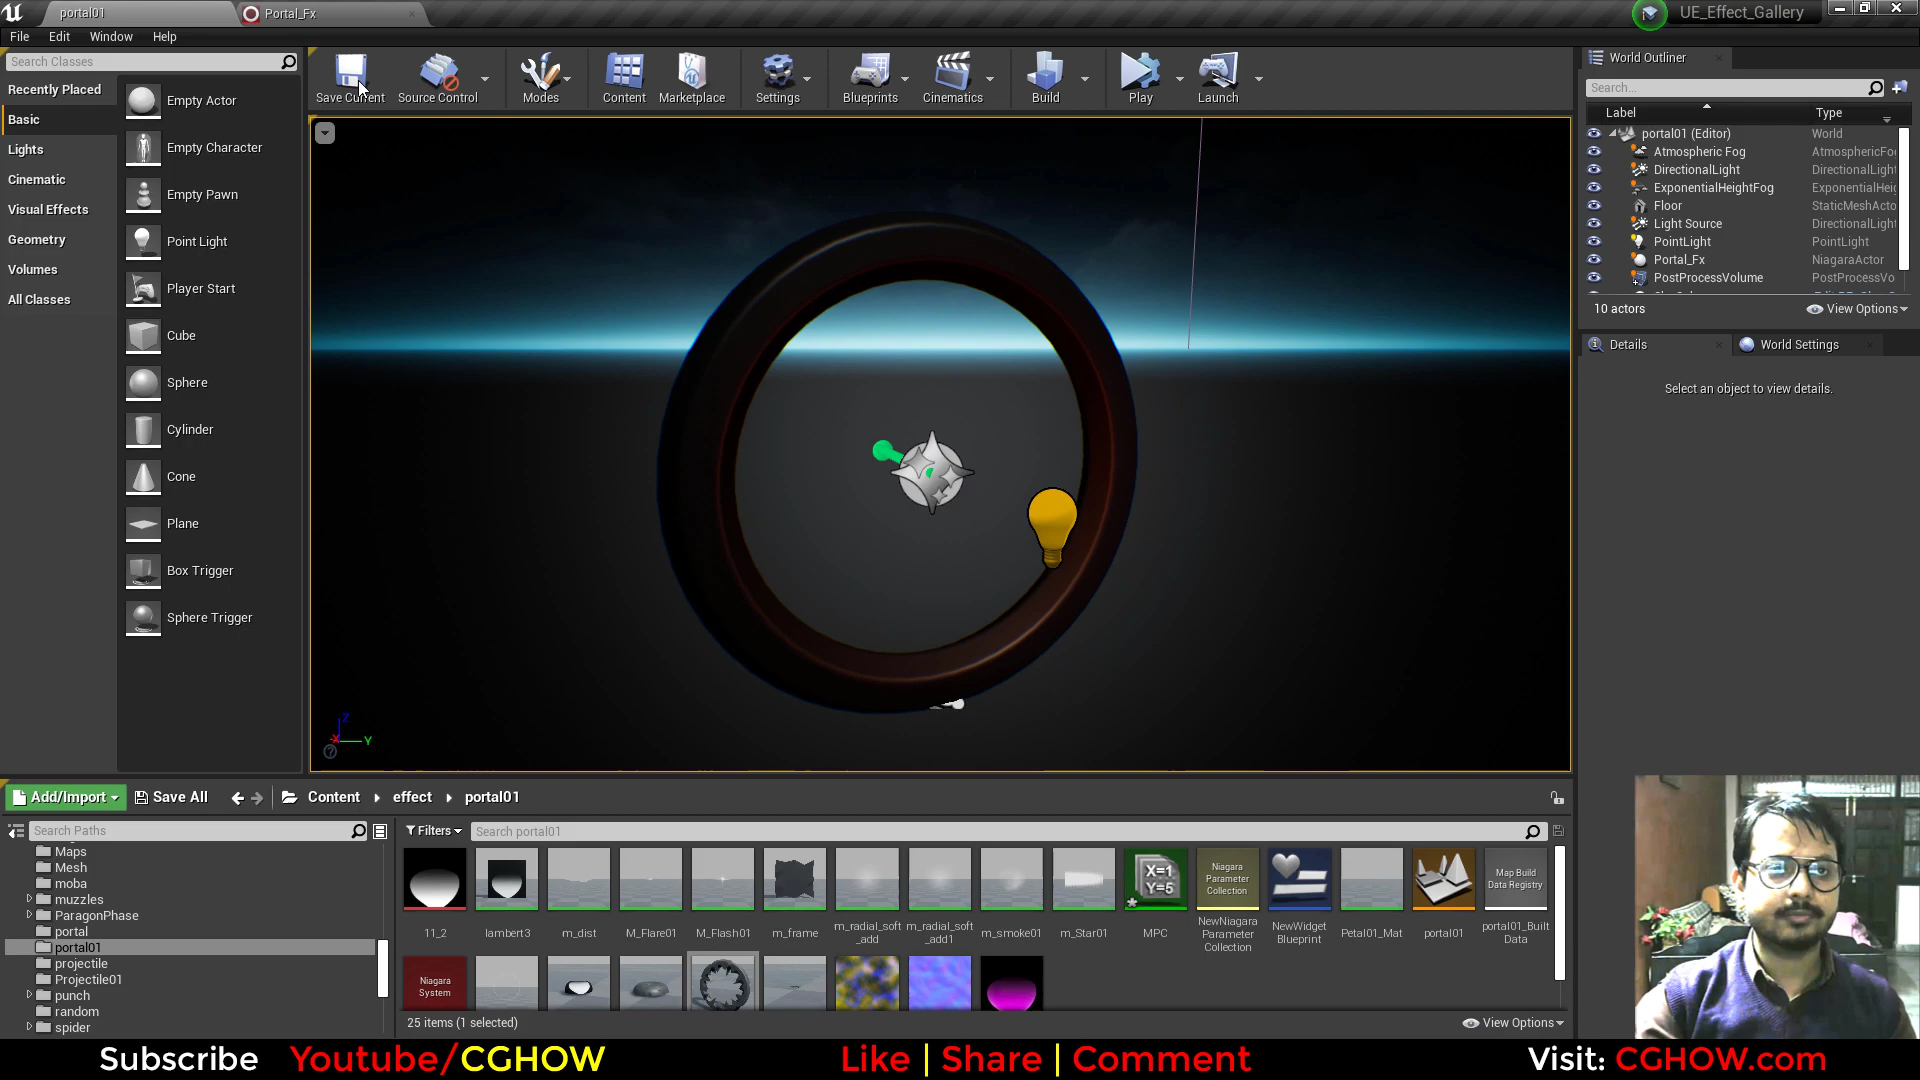 portal01
Portal_Fx
UE_Effect_Gallery
File Edit Window Help
Search Classes
Recently Placed
Basic
Lights
Cinematic
Visual Effects
Geometry
Volumes
All Classes
Empty Actor
Empty Character
Empty Pawn
Point Light
Player Start
Cube
Sphere
Cylinder
Cone
Plane
Box Trigger
Sphere Trigger
Save Current Source Control Modes Content Marketplace Settings Blueprints Cinematics Build Play Launch
Z
X
Y
World Outliner
Search...
Label Type
portal01 (Editor) World
Atmospheric Fog AtmosphericFo
DirectionalLight DirectionalLight
ExponentialHeightFog ExponentialHei
Floor StaticMeshActo
Light Source DirectionalLight
PointLight PointLight
Portal_Fx NiagaraActor
PostProcessVolume PostProcessVo
10 actors View Options
Details World Settings
Select an object to view details.
Add/Import Save All Content effect portal01
Search Paths
Maps
Mesh
moba
muzzles
ParagonPhase
portal
portal01
projectile
Projectile01
punch
random
spider
Filters Search portal01
X=1
Y=5
Niagara
Parameter
Collection
Map Build
Data Registry
11_2 lambert3 m_dist M_Flare01 M_Flash01 m_frame m_radial_soft_add m_radial_soft_add1 m_smoke01 m_Star01 MPC NewNiagara Parameter Collection NewWidget Blueprint Petal01_Mat portal01 portal01_Built Data
Niagara
System
25 items (1 selected) View Options
Subscribe Youtube/CGHOW Like | Share | Comment Visit: CGHOW.com